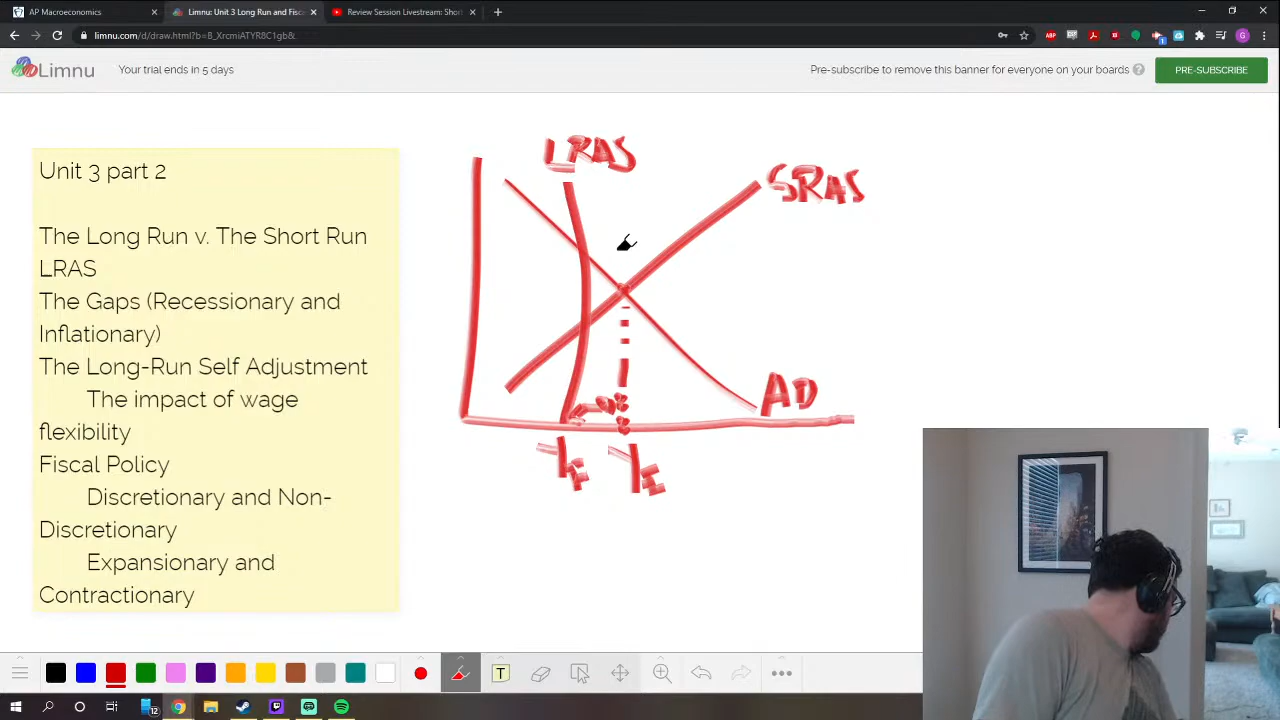 AP Macroeconomics
Limnu: Unit 3 Long Run and Fisc
Review Session Livestream: Short
limnu.com/d/draw.html?b=B_XrcmiATYR8C1gb&
Limnu
Your trial ends in 5 days
Pre-subscribe to remove this banner for everyone on your boards
PRE-SUBSCRIBE
Unit 3 part 2
The Long Run v. The Short Run
LRAS
The Gaps (Recessionary and
Inflationary)
The Long-Run Self Adjustment
The impact of wage
flexibility
Fiscal Policy
Discretionary and Non-
Discretionary
Expansionary and
Contractionary
LRAS
SRAS
AD
YF
YI
T
12